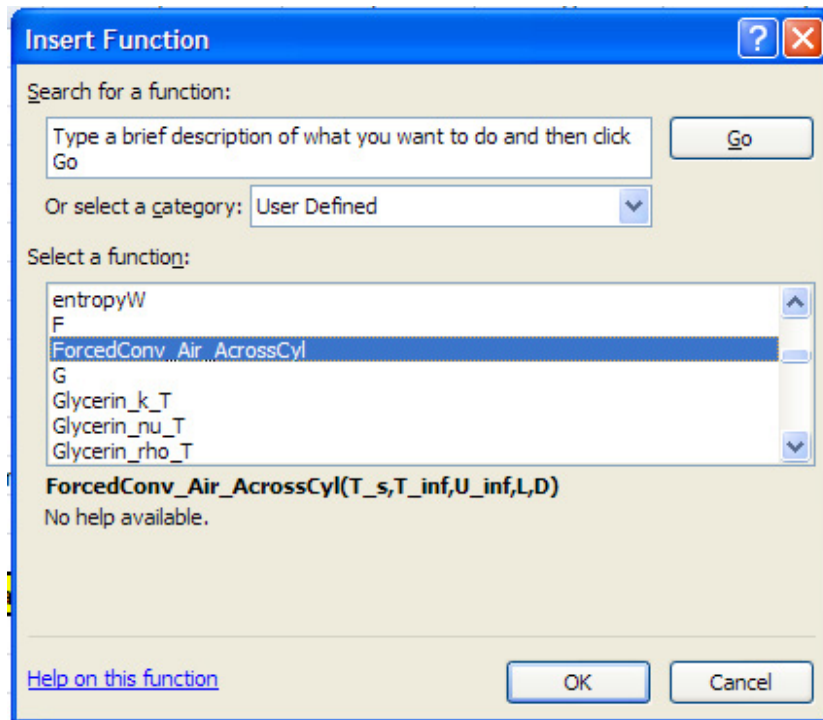 Insert Function
?
Search for a function:
Type a brief description of what you want to do and then click
Go
Go
Or select a category: User Defined
Select a function:
entropyW
F
ForcedConv_Air_AcrossCyl
G
Glycerin_k_T
Glycerin_nu_T
Glycerin_rho_T
ForcedConv_Air_AcrossCyl(T_s,T_inf,U_inf,L,D)
No help available.
Help on this function
OK
Cancel